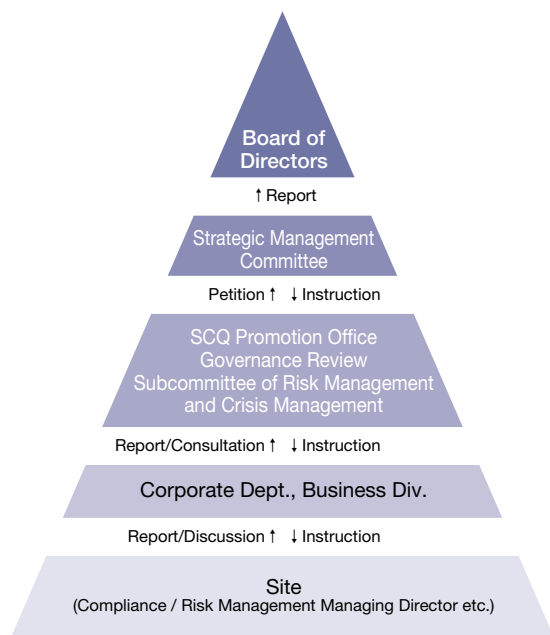 Board of
Directors
↑ Report
Strategic Management
Committee
Petition ↑ ↓ Instruction
SCQ Promotion Office
Governance Review
Subcommittee of Risk Management
and Crisis Management
Report/Consultation ↑ ↓ Instruction
Corporate Dept., Business Div.
Report/Discussion ↑ ↓ Instruction
Site
(Compliance / Risk Management Managing Director etc.)